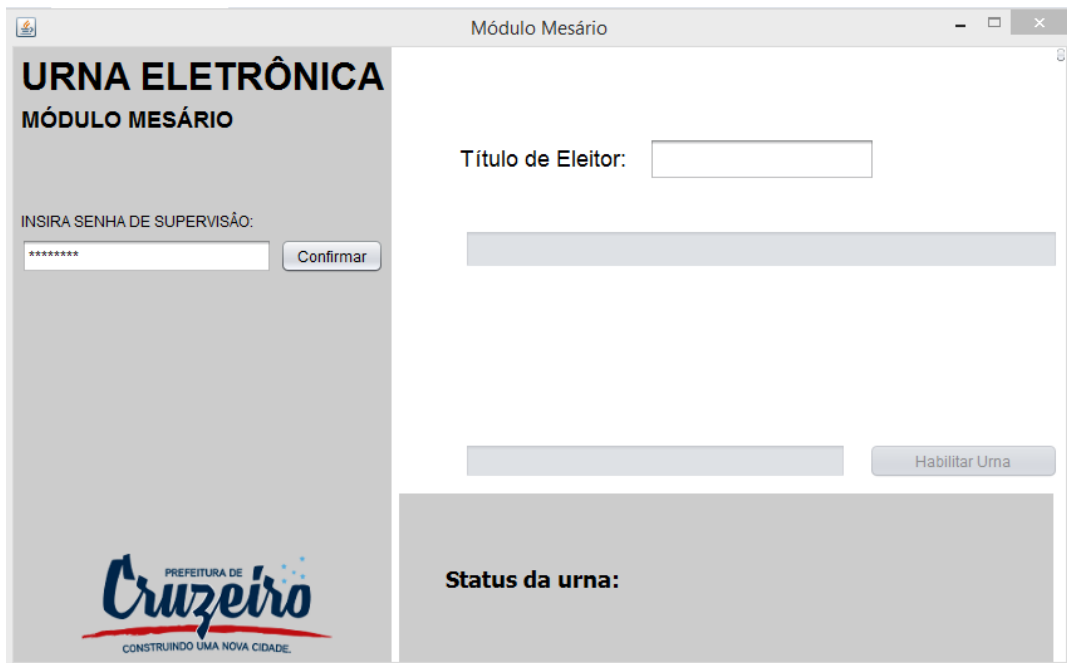 Módulo Mesário
URNA ELETRÔNICA
MÓDULO MESÁRIO
INSIRA SENHA DE SUPERVISÂO:
********
Confirmar
Título de Eleitor:
Habilitar Urna
Status da urna:
PREFEITURA DE
Cruzeiro
CONSTRUINDO UMA NOVA CIDADE.